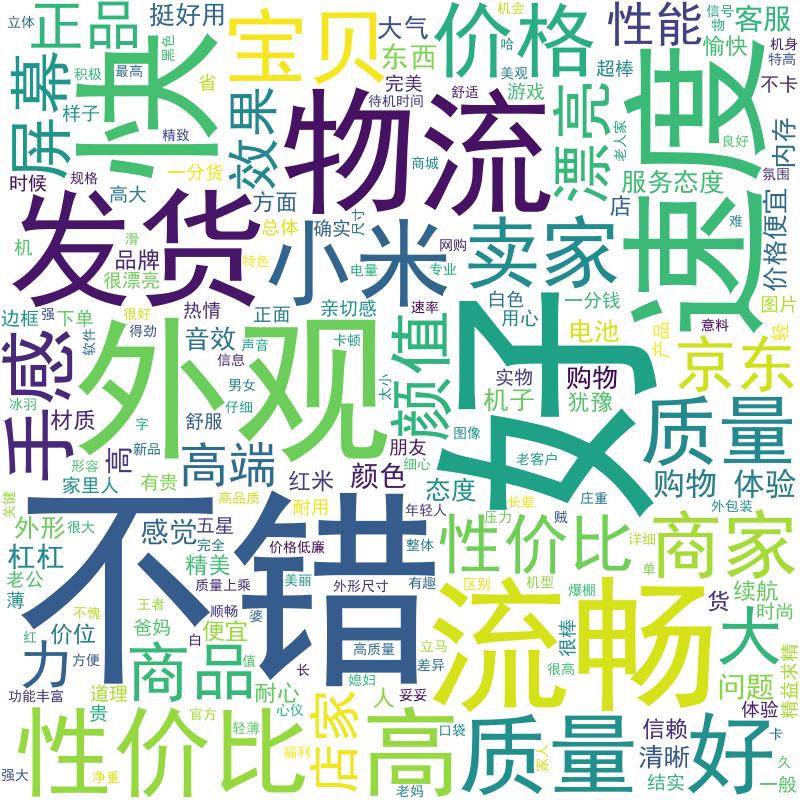 立体
正品
挺好用
宝贝
大气
东西
价格
机会
哈
美观
性能
信号
物
客服
愉快
机身
特高
屏幕
积极
黑色
最高
快
省
效果
完美
待机时间
舒适
游戏
超棒
漂亮
老人家
速度
不卡
良好
内存
氛围
样子
精致
一分货
物流
商城
服务态度
时候
规格
高大
方面
店
价格便宜
难
发货
总体
确实
尺寸
小米
网购
卖家
机
滑
品牌
很漂亮
特色
电量
专业
白色
一分钱
图片
边框
强
下单
很好
得劲
软件
热情
正面
亲切感
速率
用心
电池
产品
意料
轻
音效
信息
声音
卡顿
颜值
好
手感
外观
实物
购物
京东
冰羽
材质
字
新品
舒服
仔细
男女
太小
机子
犹豫
质量
关键
形容
高
高端
朋友
细心
图像
老客户
家里人
有贵
高品质
红米
颜色
态度
长辈
庄重
购物 体验
外包装
外形
很大
不错
感觉
五星
耐用
年轻人
压力
贼
杠杠
老公
完全
精美
价格低廉
整体
性价比
详细
单
商家
薄
不愧
王者
质量上乘
美丽
外形尺寸
有趣
流畅
区别
机型
爆棚
货
续航
时尚
红
价位
爸妈
顺畅
婆
便宜
白
高质量
立马
差异
很棒
很高
大
精益求精
力
方便
商品
值
长
媳妇
功能丰富
道理
贵
官方
耐心
心仪
店家
人
妥妥
口袋
问题
体验
卡
性价比
轻薄
高
质量
信赖
清晰
好
强大
净重
福利
老妈
家人
结实
久
一般